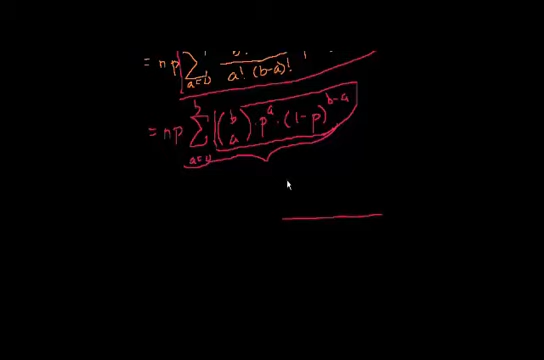 = np ∑ a=0 / a! (b-a)!
= np ∑ b a=0 (b a) · p^a · (1-p)^{b-a}